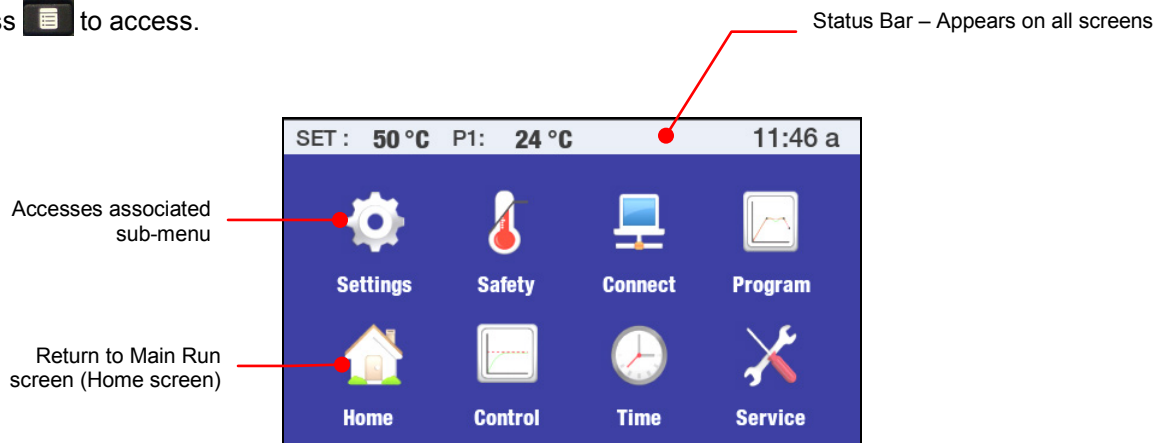 to access.
Status Bar – Appears on all screens
SET : 50 °C P1: 24 °C 11:46 a
Accesses associated
sub-menu
Settings Safety Connect Program
Return to Main Run
screen (Home screen)
Home Control Time Service